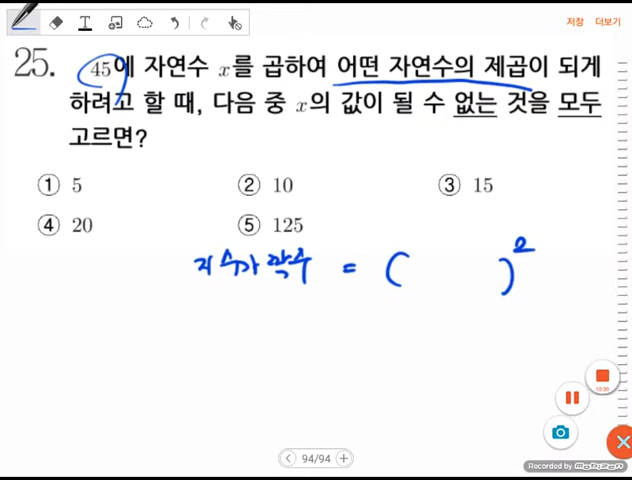 저장 더보기
25. 45에 자연수 x를 곱하여 어떤 자연수의 제곱이 되게
하려고 할 때, 다음 중 x의 값이 될 수 없는 것을 모두
고르면?
① 5 ② 10 ③ 15
④ 20 ⑤ 125
지수가 짝수 = ( )²
94/94
Recorded by Mobizen